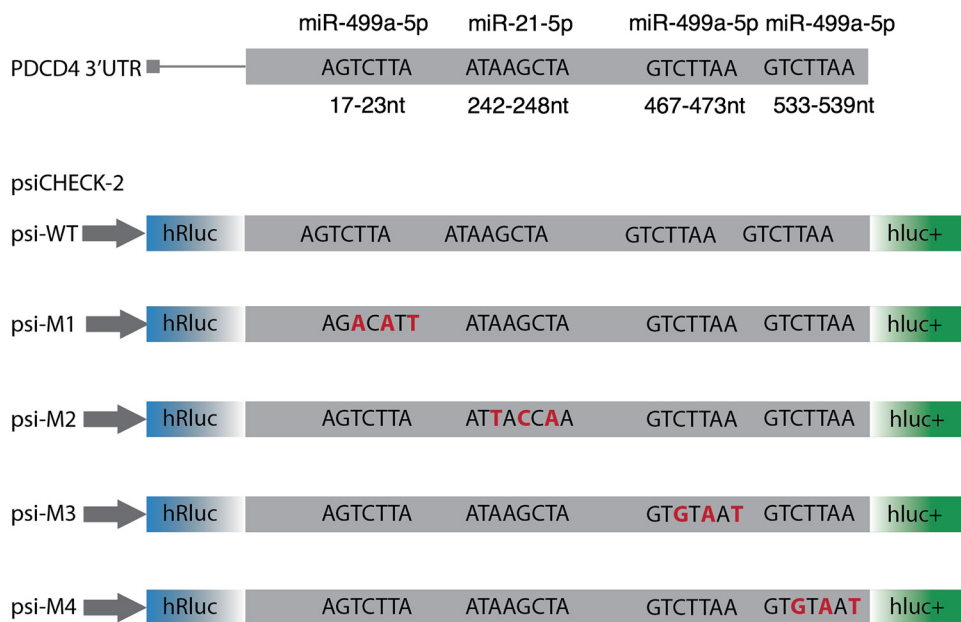 miR-499a-5p miR-21-5p miR-499a-5p miR-499a-5p
PDCD4 3'UTR AGTCTTA ATAAGCTA GTCTTAA GTCTTAA
17-23nt 242-248nt 467-473nt 533-539nt
psiCHECK-2
psi-WT hRluc AGTCTTA ATAAGCTA GTCTTAA GTCTTAA hluc+
psi-M1 hRluc AGACATT ATAAGCTA GTCTTAA GTCTTAA hluc+
psi-M2 hRluc AGTCTTA ATTACCAA GTCTTAA GTCTTAA hluc+
psi-M3 hRluc AGTCTTA ATAAGCTA GTGTAAT GTCTTAA hluc+
psi-M4 hRluc AGTCTTA ATAAGCTA GTCTTAA GTGTAAT hluc+